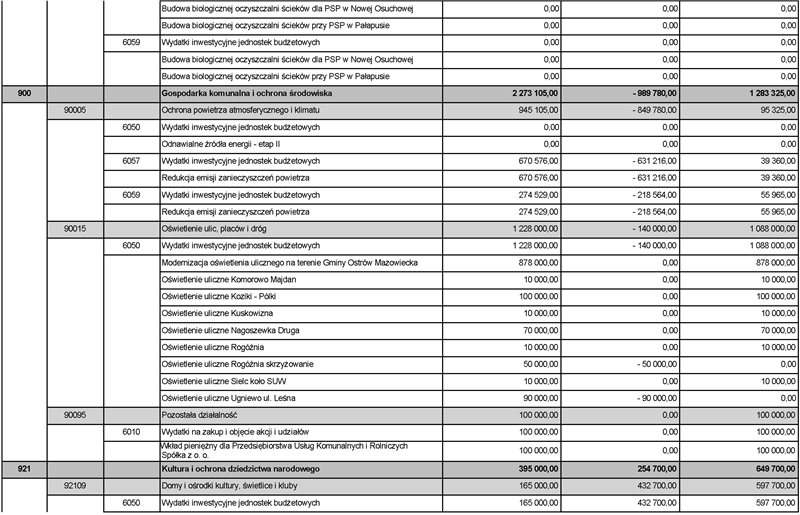 Budowa biologicznej oczyszczalni ścieków dla PSP w Nowej Osuchowej 0,00 0,00 0,00
Budowa biologicznej oczyszczalni ścieków przy PSP w Pałapusie 0,00 0,00 0,00
6059 Wydatki inwestycyjne jednostek budżetowych 0,00 0,00 0,00
Budowa biologicznej oczyszczalni ścieków dla PSP w Nowej Osuchowej 0,00 0,00 0,00
Budowa biologicznej oczyszczalni ścieków przy PSP w Pałapusie 0,00 0,00 0,00
900 Gospodarka komunalna i ochrona środowiska 2 273 105,00 - 989 780,00 1 283 325,00
90005 Ochrona powietrza atmosferycznego i klimatu 945 105,00 - 849 780,00 95 325,00
6050 Wydatki inwestycyjne jednostek budżetowych 0,00 0,00 0,00
Odnawialne źródła energii - etap II 0,00 0,00 0,00
6057 Wydatki inwestycyjne jednostek budżetowych 670 576,00 - 631 216,00 39 360,00
Redukcja emisji zanieczyszczeń powietrza 670 576,00 - 631 216,00 39 360,00
6059 Wydatki inwestycyjne jednostek budżetowych 274 529,00 - 218 564,00 55 965,00
Redukcja emisji zanieczyszczeń powietrza 274 529,00 - 218 564,00 55 965,00
90015 Oświetlenie ulic, placów i dróg 1 228 000,00 - 140 000,00 1 088 000,00
6050 Wydatki inwestycyjne jednostek budżetowych 1 228 000,00 - 140 000,00 1 088 000,00
Modernizacja oświetlenia ulicznego na terenie Gminy Ostrów Mazowiecka 878 000,00 0,00 878 000,00
Oświetlenie uliczne Komorowo Majdan 10 000,00 0,00 10 000,00
Oświetlenie uliczne Koziki - Pólki 100 000,00 0,00 100 000,00
Oświetlenie uliczne Kuskowizna 10 000,00 0,00 10 000,00
Oświetlenie uliczne Nagoszewka Druga 70 000,00 0,00 70 000,00
Oświetlenie uliczne Rogóźnia 10 000,00 0,00 10 000,00
Oświetlenie uliczne Rogóźnia skrzyżowanie 50 000,00 - 50 000,00 0,00
Oświetlenie uliczne Sielc koło SUW 10 000,00 0,00 10 000,00
Oświetlenie uliczne Ugniewo ul. Leśna 90 000,00 - 90 000,00 0,00
90095 Pozostała działalność 100 000,00 0,00 100 000,00
6010 Wydatki na zakup i objęcie akcji i udziałów 100 000,00 0,00 100 000,00
Wkład pieniężny dla Przedsiębiorstwa Usług Komunalnych i Rolniczych
Spółka z o. o. 100 000,00 0,00 100 000,00
921 Kultura i ochrona dziedzictwa narodowego 395 000,00 254 700,00 649 700,00
92109 Domy i ośrodki kultury, świetlice i kluby 165 000,00 432 700,00 597 700,00
6050 Wydatki inwestycyjne jednostek budżetowych 165 000,00 432 700,00 597 700,00